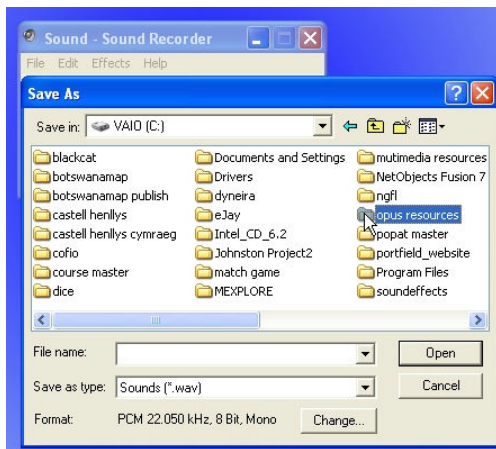 Sound - Sound Recorder
File Edit Effects Help
Save As
Save in: VAIO (C:)
blackcat
botswanamap
botswanamap publish
castell henllys
castell henllys cymraeg
cofio
course master
dice
Documents and Settings
Drivers
dyneira
eJay
Intel_CD_6.2
Johnston Project2
match game
MEXPLORE
mutimedia resources
NetObjects Fusion 7
ngfl
opus resources
popat master
portfield_website
Program Files
soundeffects
File name:
Open
Save as type: Sounds (*.wav)
Cancel
Format: PCM 22.050 kHz, 8 Bit, Mono
Change...